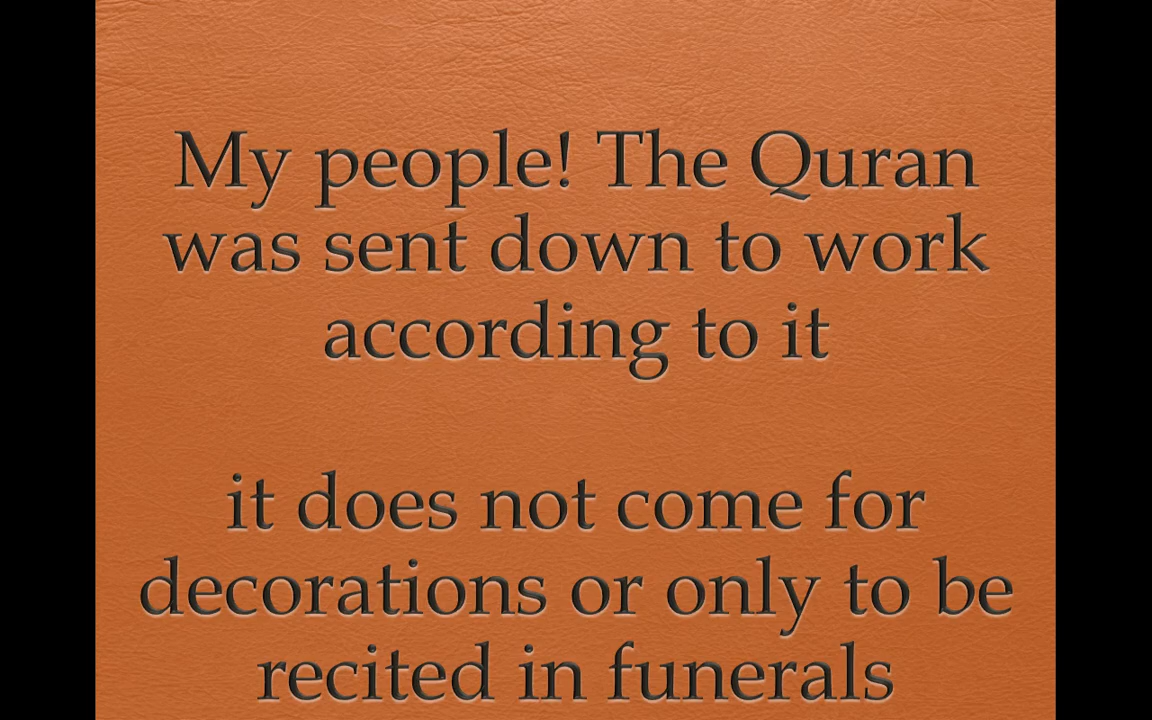 My people! The Quran
was sent down to work
according to it
it does not come for
decorations or only to be
recited in funerals